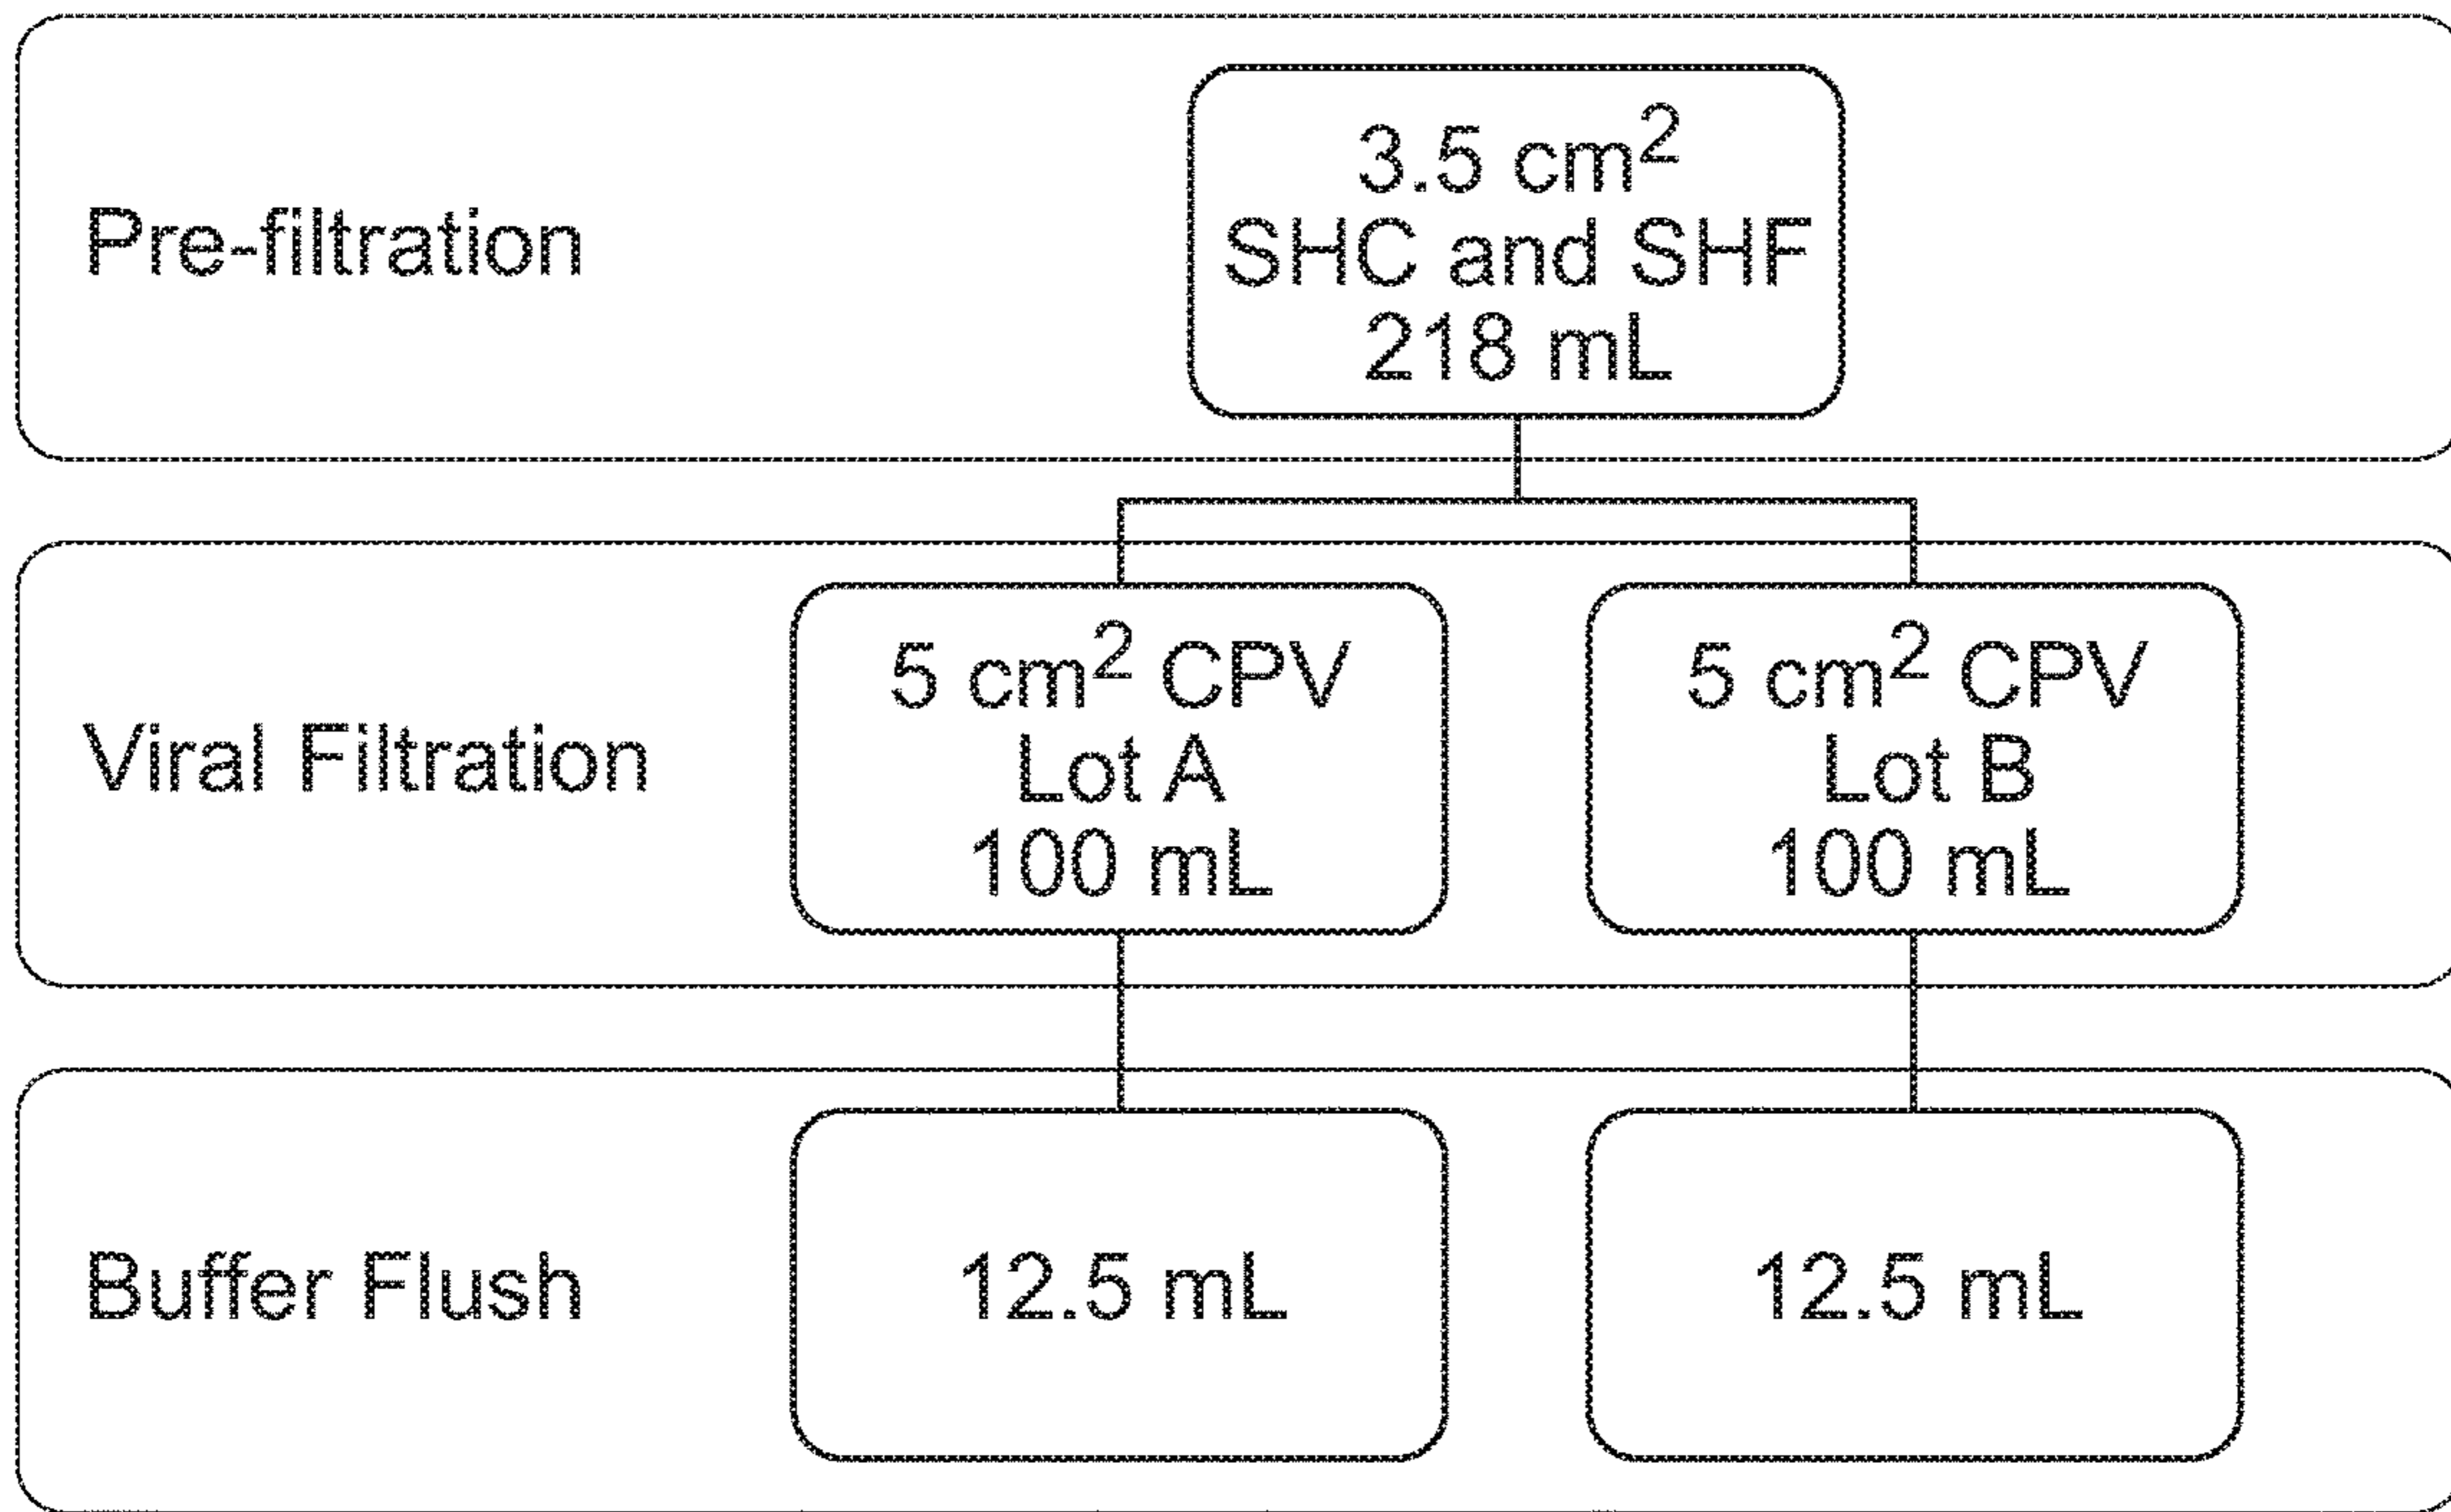 Pre-filtration
3.5 cm²
SHC and SHF
218 mL
Viral Filtration
5 cm² CPV
Lot A
100 mL
5 cm² CPV
Lot B
100 mL
Buffer Flush
12.5 mL
12.5 mL